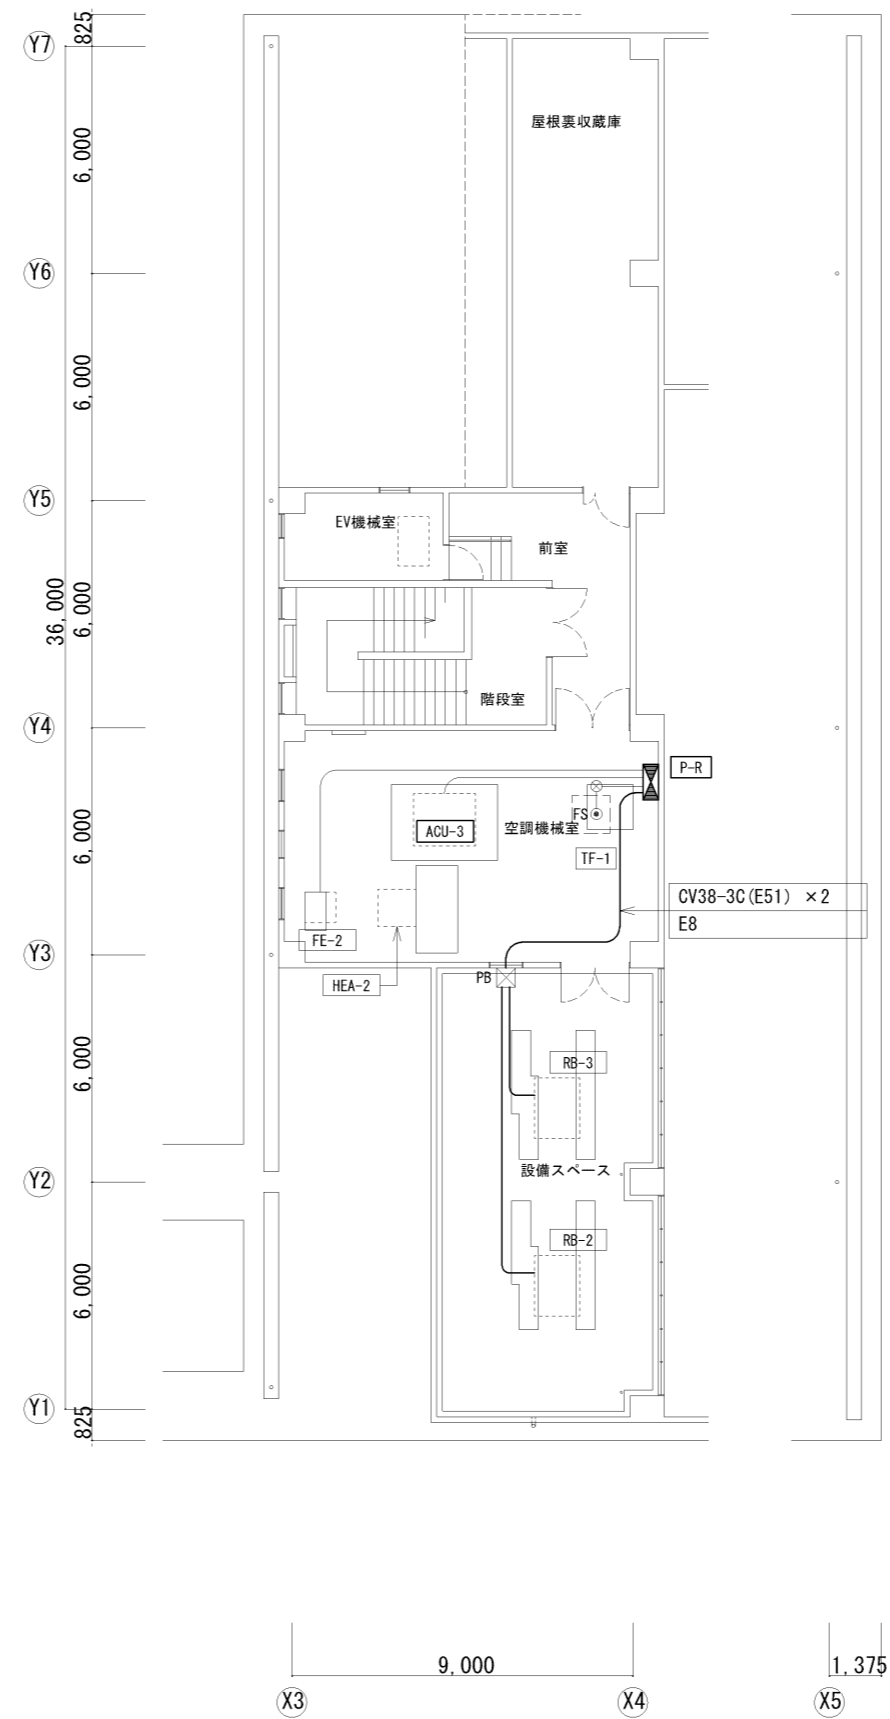 825
Y7
6,000
屋根裏収蔵庫
Y6
6,000
Y5
EV機械室
前室
36,000
6,000
階段室
Y4
P-R
FS
ACU-3
空調機械室
6,000
TF-1
CV38-3C(E51) ×2
E8
FE-2
Y3
PB
HEA-2
RB-3
6,000
設備スペース
Y2
RB-2
6,000
Y1
825
9,000
1,375
X3
X4
X5